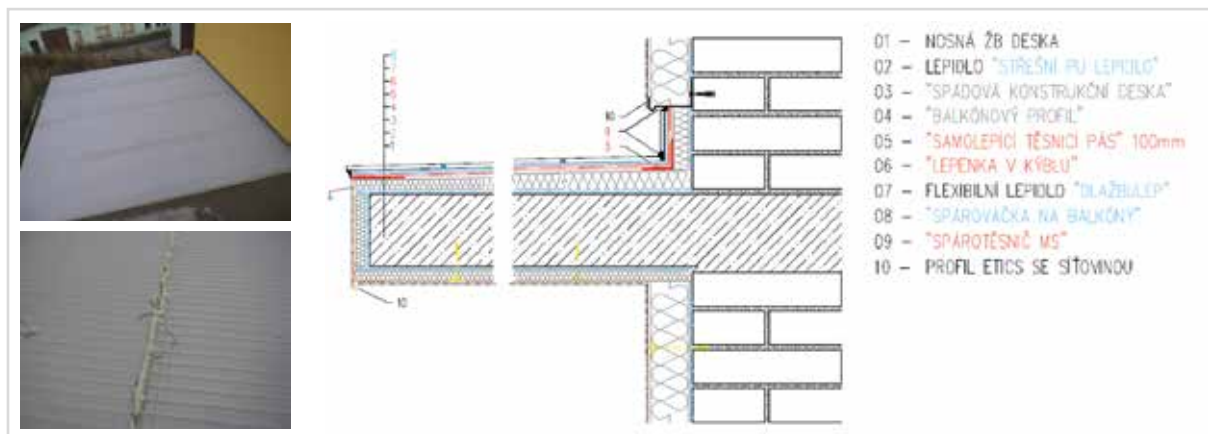 01 – NOSNÁ ŽB DESKA
02 – LEPIDLO "STŘEŠNÍ PU LEPIDLO"
03 – "SPÁDOVÁ KONSTRUKČNÍ DESKA"
04 – "BALKÓNOVÝ PROFIL"
05 – "SAMOLEPÍCÍ TĚSNICÍ PÁS" 100mm
06 – "LEPENKA V KÝBLU"
07 – FLEXIBILNÍ LEPIDLO "DLAŽBULEP"
08 – "SPÁROVAČKA NA BALKÓNY"
09 – "SPÁROTĚSNIČ MS"
10 – PROFIL ETICS SE SÍŤOVINOU
10
10